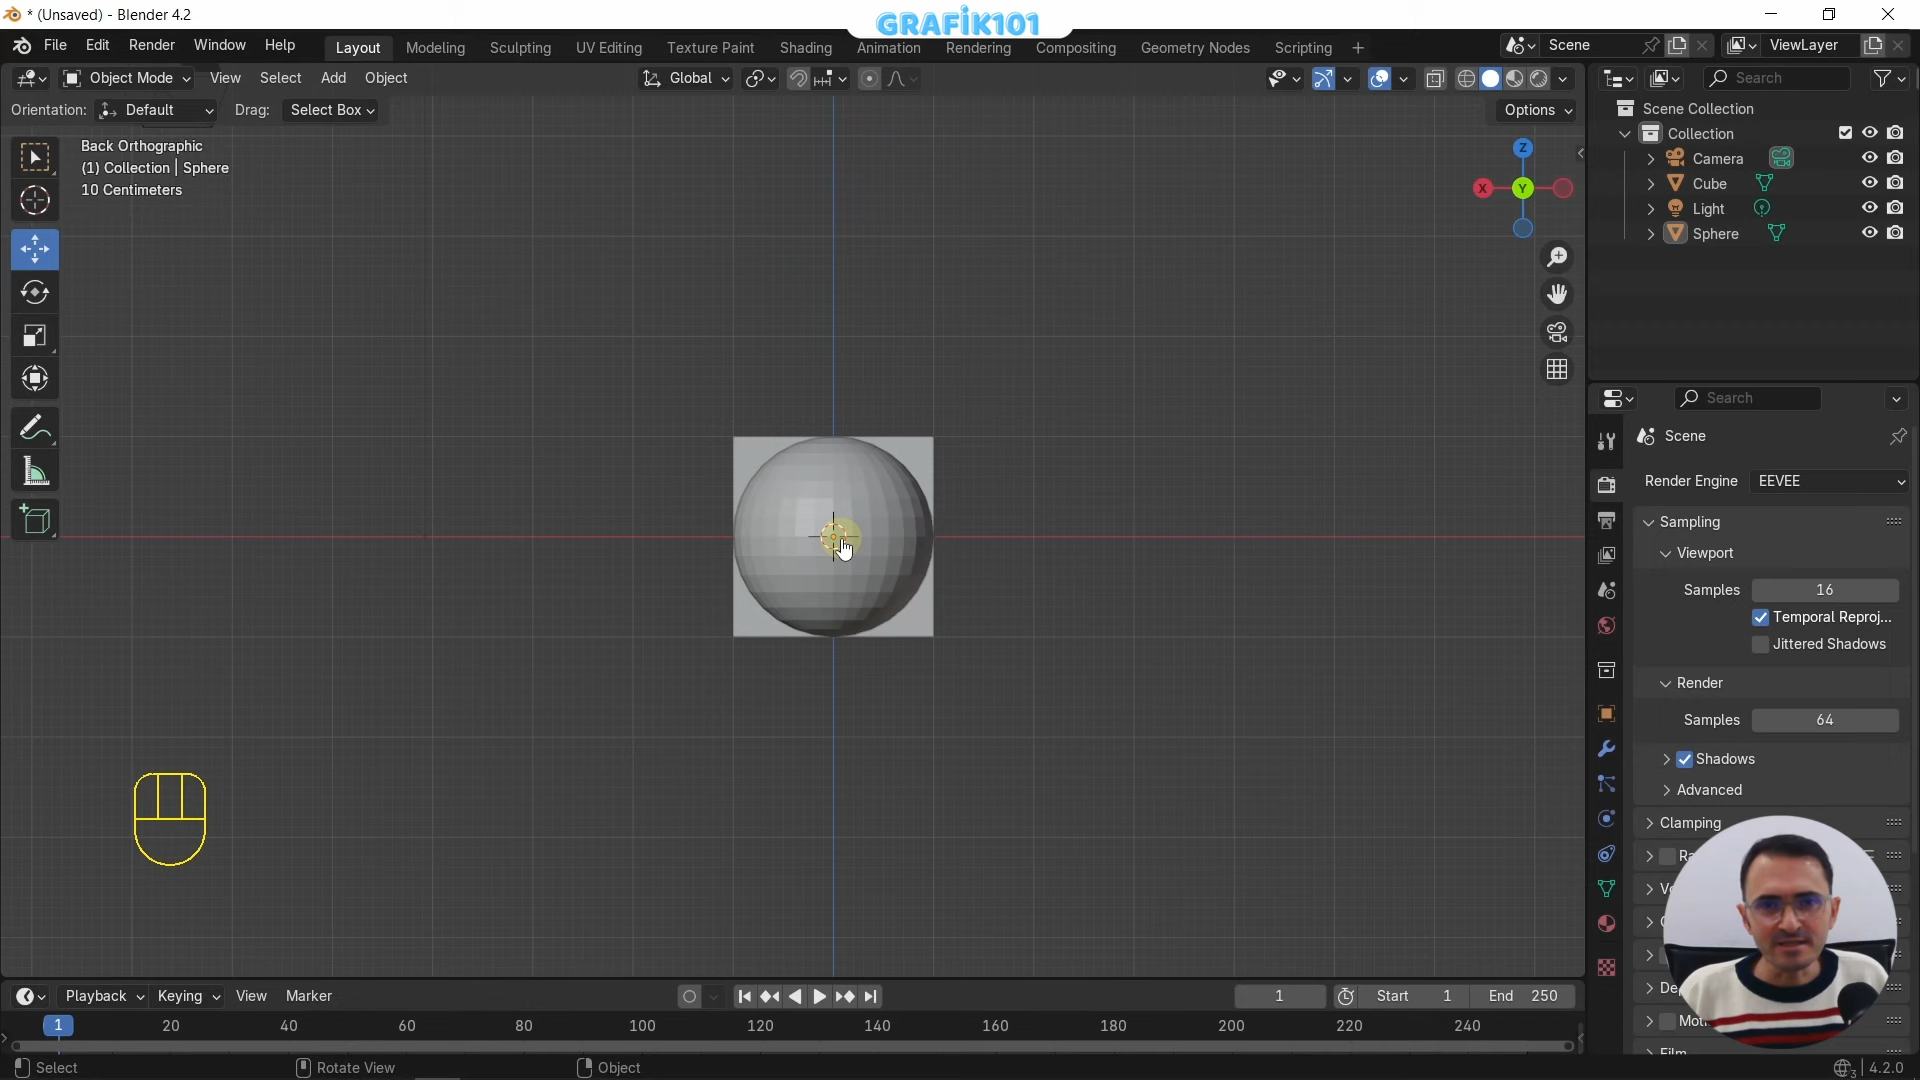 * (Unsaved) - Blender 4.2
GRAFİK101
File Edit Render Window Help
Layout Modeling Sculpting UV Editing Texture Paint Shading Animation Rendering Compositing Geometry Nodes Scripting +
Scene
ViewLayer
Object Mode View Select Add Object
Global
Search
Orientation: Default Drag: Select Box
Options
Back Orthographic
(1) Collection | Sphere
10 Centimeters
Z
X
Y
Scene Collection
Collection
Camera
Cube
Light
Sphere
Search
Scene
Render Engine EEVEE
Sampling
Viewport
Samples 16
Temporal Reproj...
Jittered Shadows
Render
Samples 64
Shadows
Advanced
Clamping
Playback Keying View Marker
1
Start 1
End 250
1 20 40 60 80 100 120 140 160 180 200 220 240
Select
Rotate View
Object
3 | 4.2.0